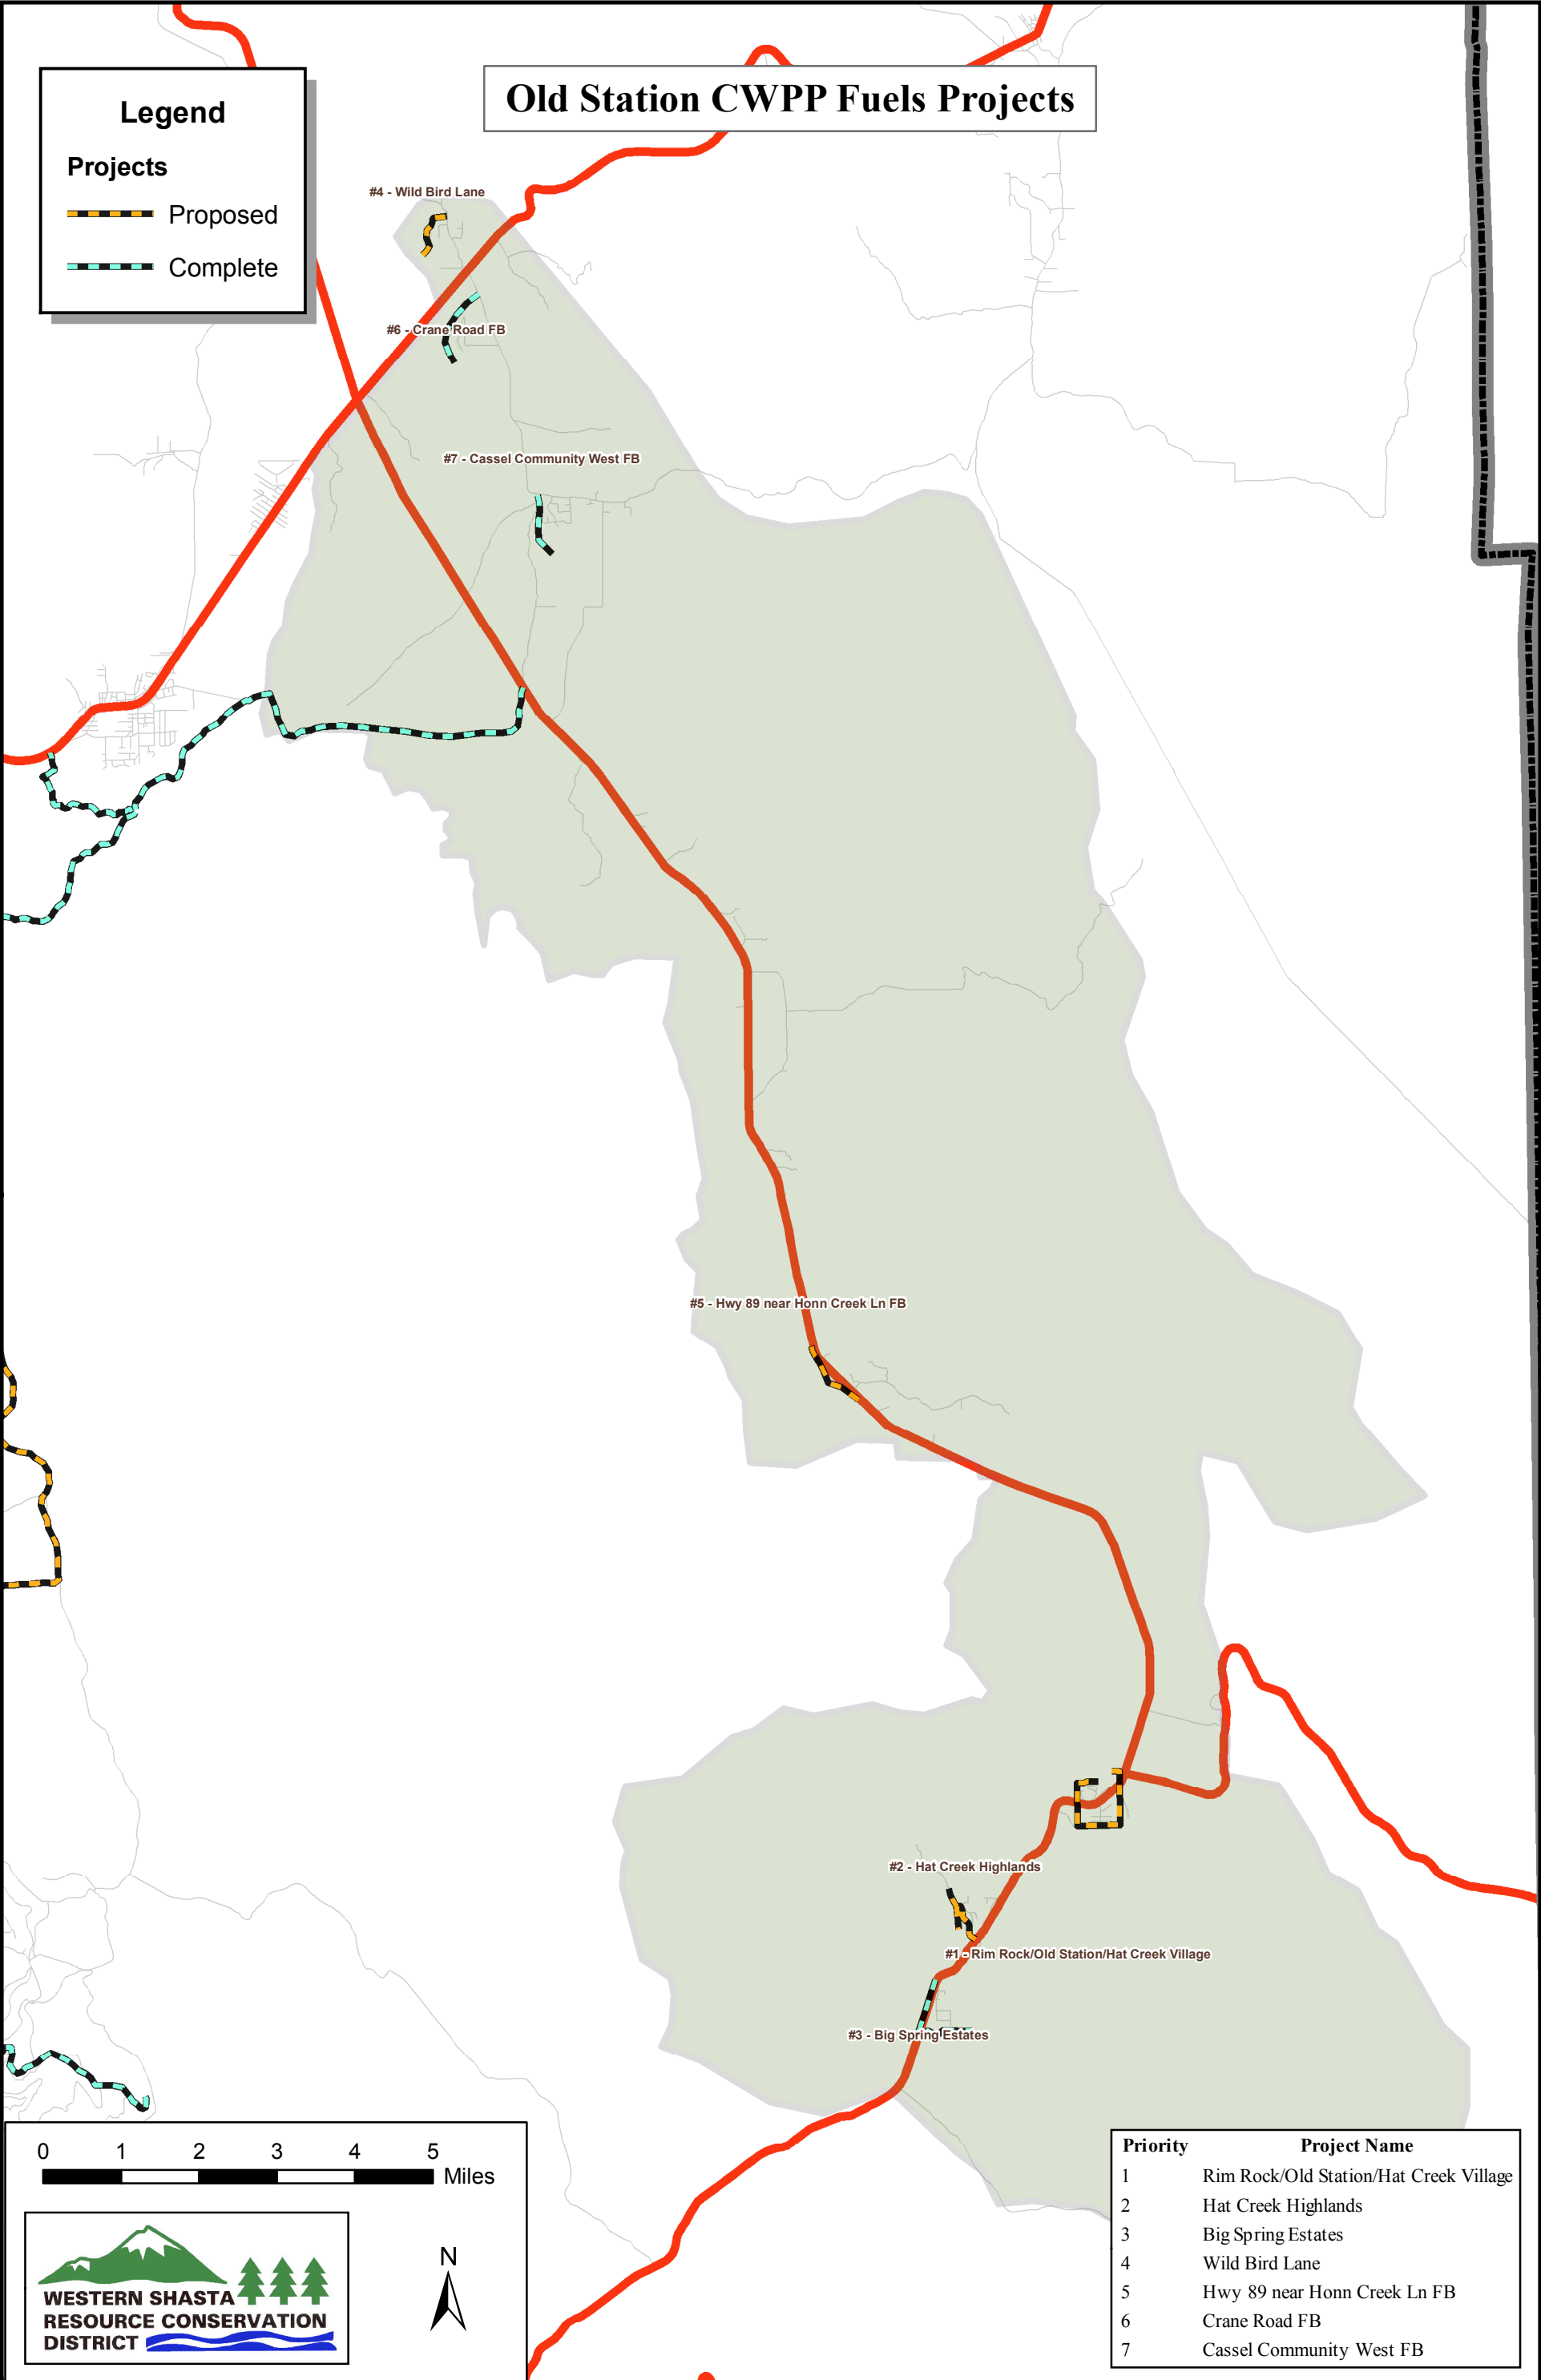 Old Station CWPP Fuels Projects
Legend
Projects
Proposed
Complete
#4 - Wild Bird Lane
#6 - Crane Road FB
#7 - Cassel Community West FB
#5 - Hwy 89 near Honn Creek Ln FB
#2 - Hat Creek Highlands
#1 - Rim Rock/Old Station/Hat Creek Village
#3 - Big Spring Estates
0 1 2 3 4 5
Miles
N
WESTERN SHASTA
RESOURCE CONSERVATION
DISTRICT
Priority Project Name
1 Rim Rock/Old Station/Hat Creek Village
2 Hat Creek Highlands
3 Big Spring Estates
4 Wild Bird Lane
5 Hwy 89 near Honn Creek Ln FB
6 Crane Road FB
7 Cassel Community West FB